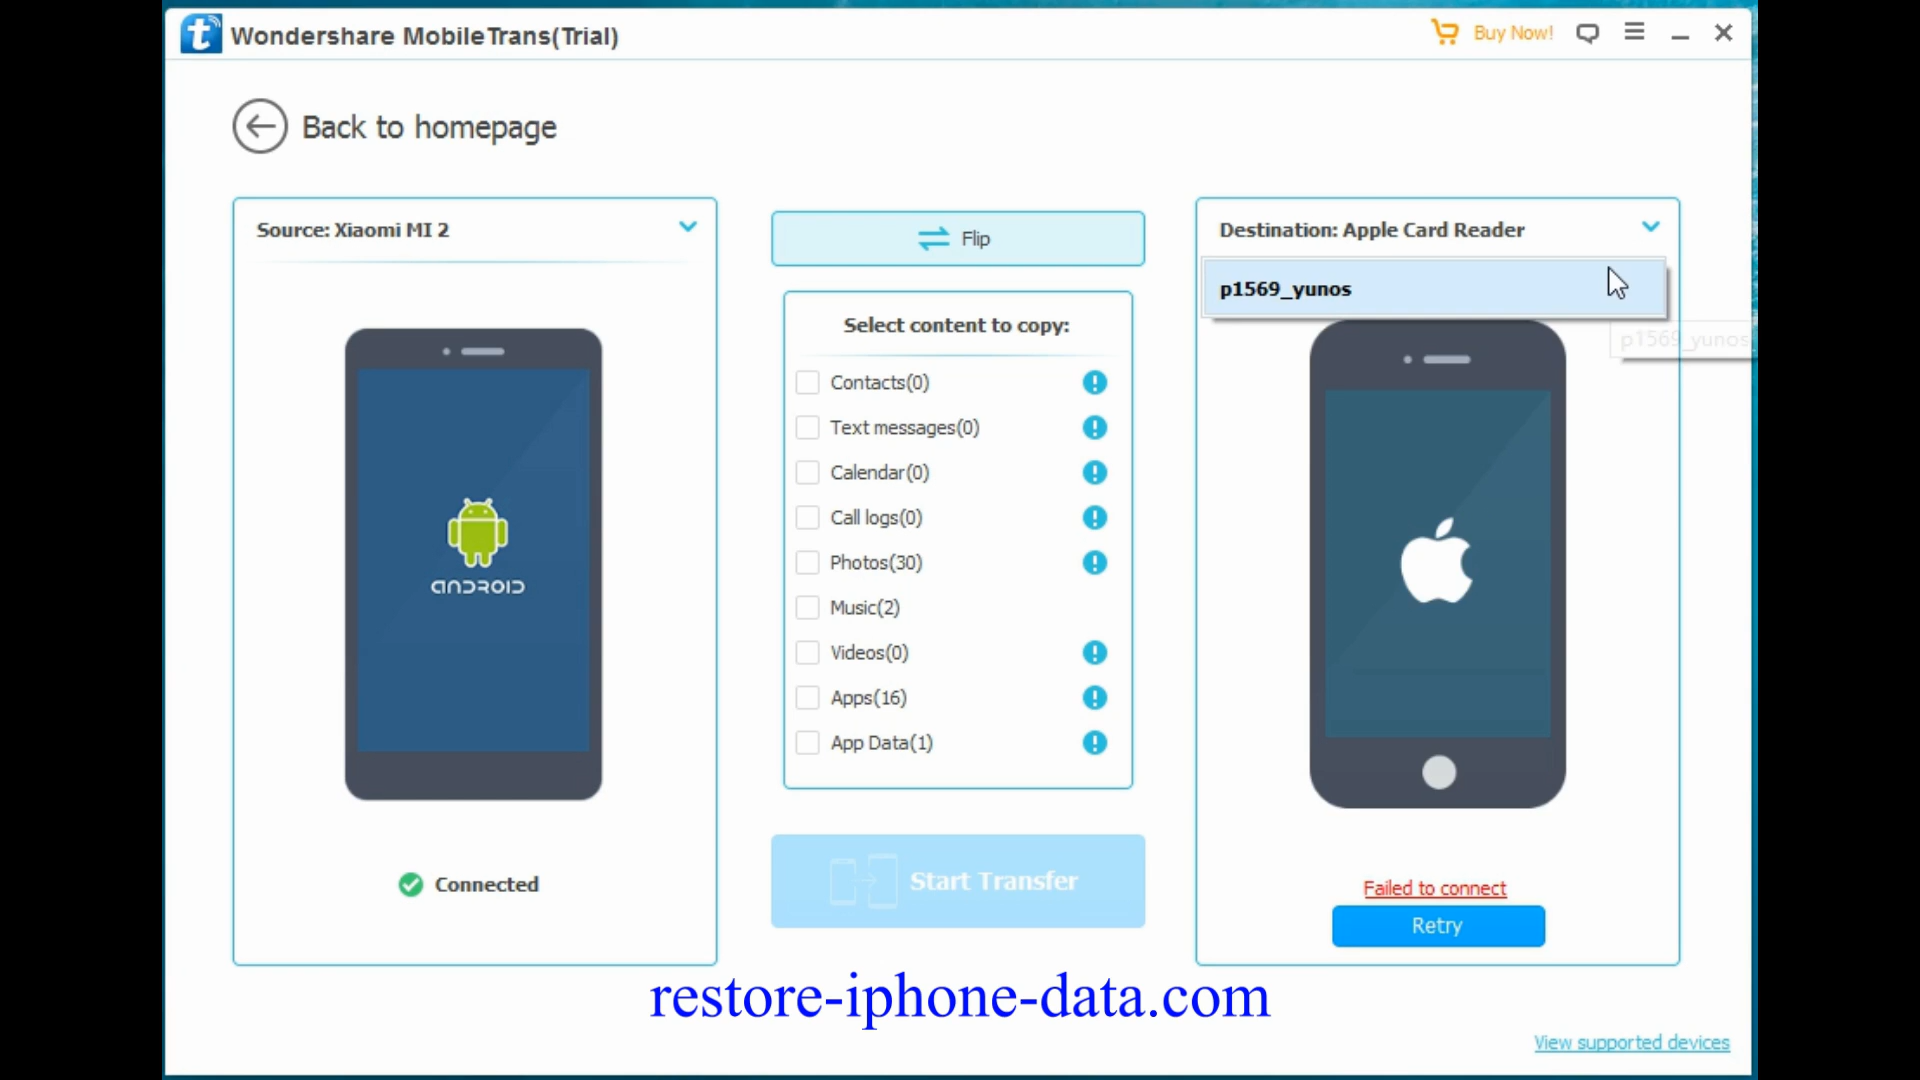 Wondershare MobileTrans(Trial)
Buy Now!
Back to homepage
Source: Xiaomi MI 2
Flip
Destination: Apple Card Reader
p1569_yunos
p1569_yunos
Select content to copy:
Contacts(0)
Text messages(0)
Calendar(0)
Call logs(0)
Photos(30)
Music(2)
Videos(0)
Apps(16)
App Data(1)
ANDROID
Connected
Start Transfer
Failed to connect
Retry
restore-iphone-data.com
View supported devices